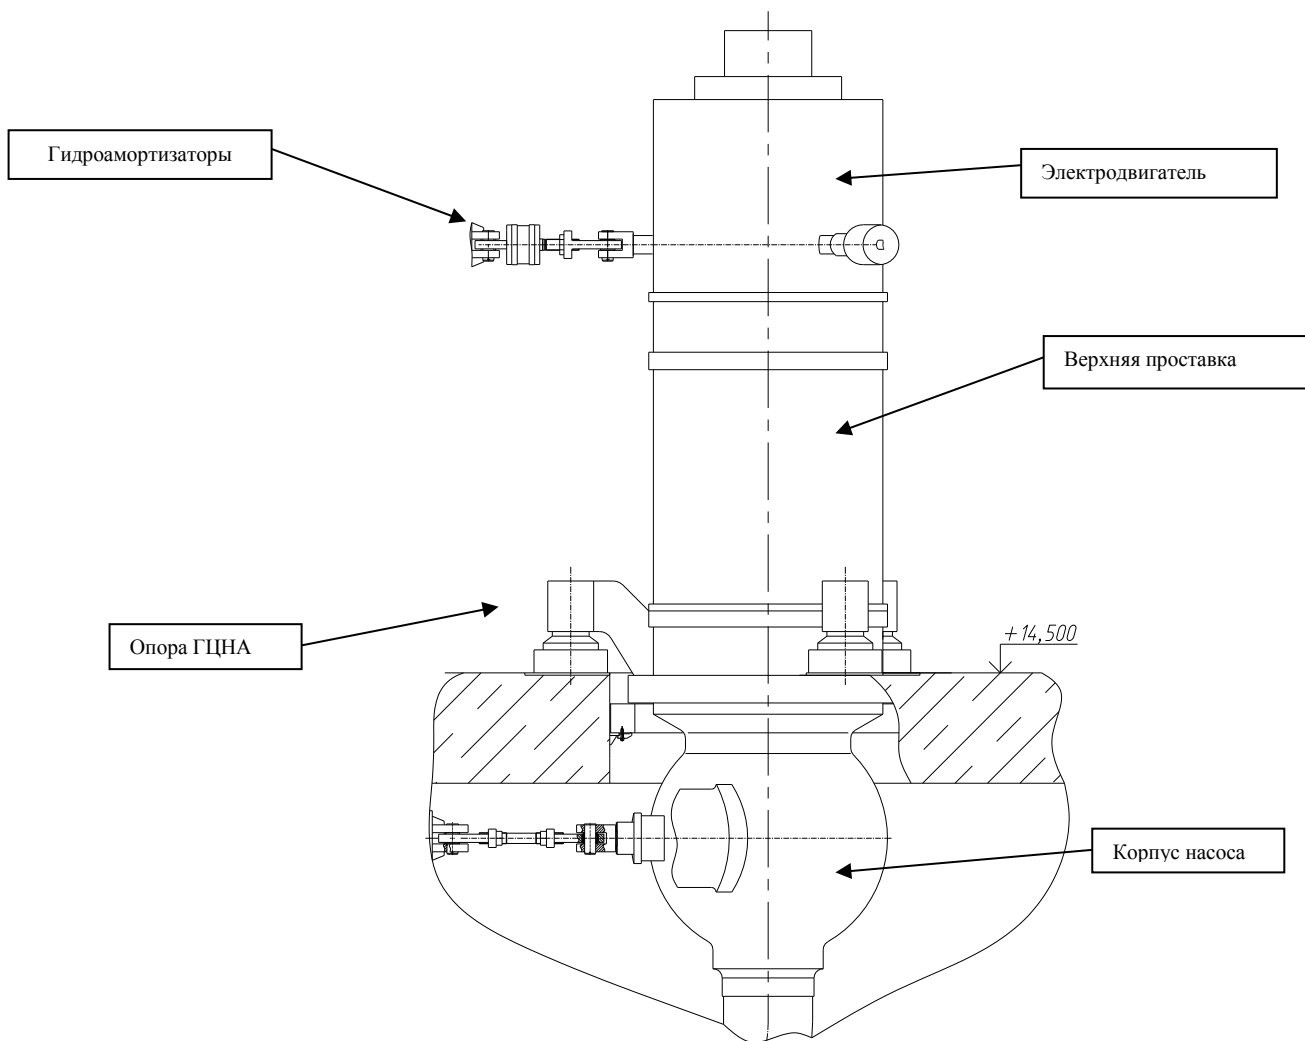 Гидроамортизаторы
Электродвигатель
Верхняя проставка
Опора ГЦНА
+14,500
Корпус насоса